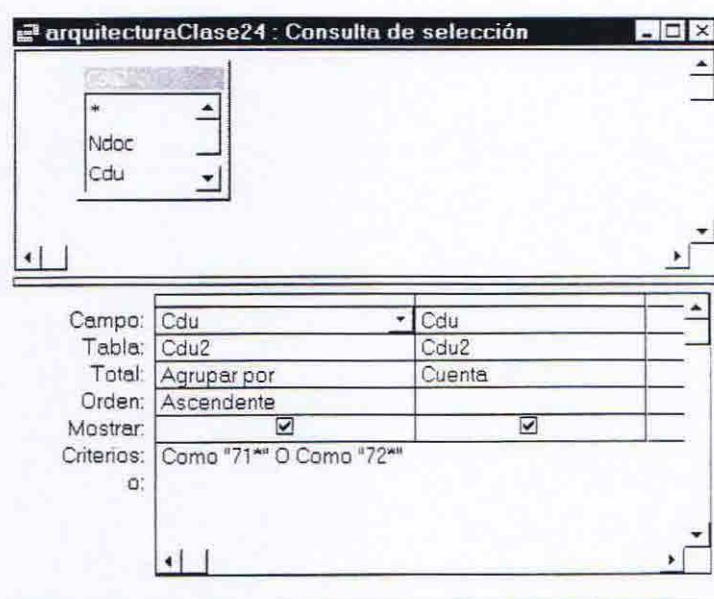 arquitecturaClase24 : Consulta de selección
*
Ndoc
Cdu
Campo: Cdu Cdu
Tabla: Cdu2 Cdu2
Total: Agrupar por Cuenta
Orden: Ascendente
Mostrar:
Criterios: Como "71*" O Como "72*"
o: